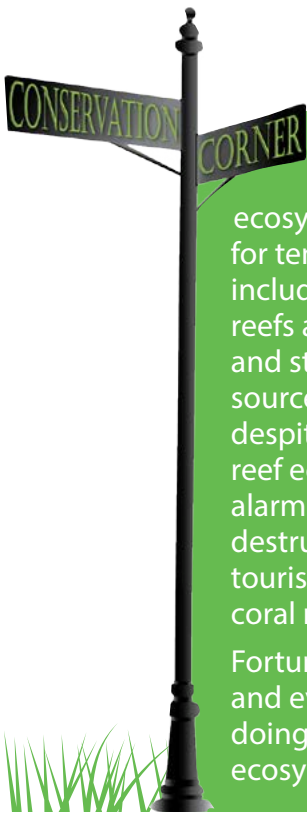 CONSERVATION CORNER
ecosy
for ter
includ
reefs a
and st
source
despit
reef e
alarm
destru
touris
coral r
Fortun
and ev
doing
ecosy